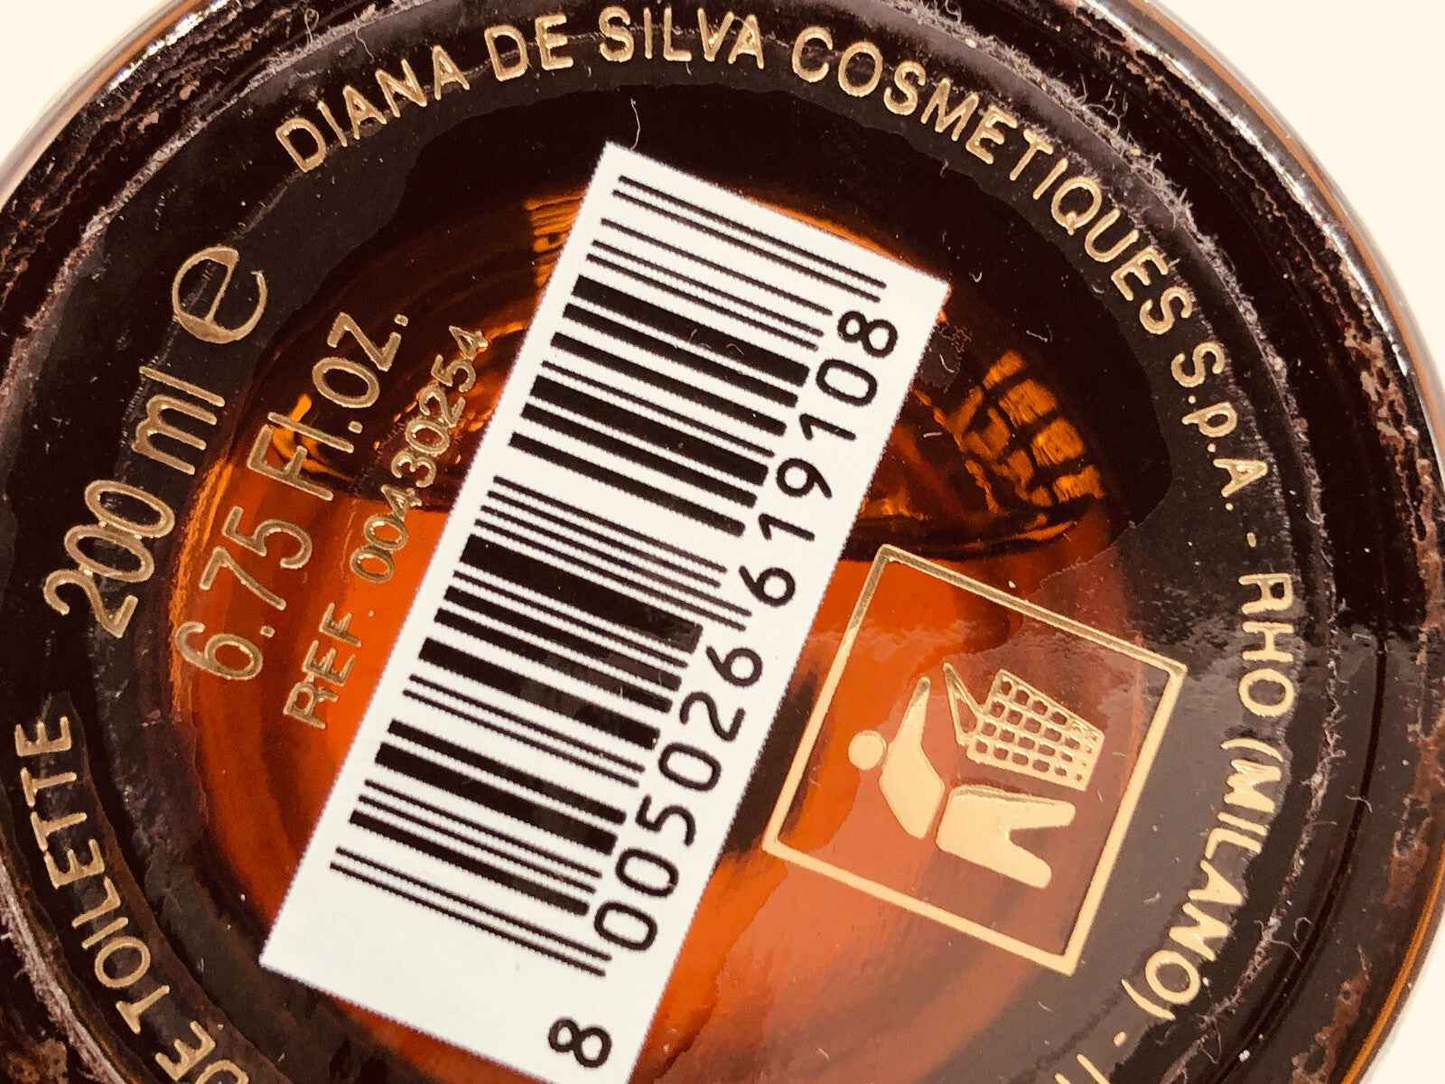 DIANA DE SILVA COSMETIQUES S.p.A. - RHO (MILANO) -
200 ml e
6.75 Fl.OZ.
REF 00430254
8 005026 619108
TOILETTE